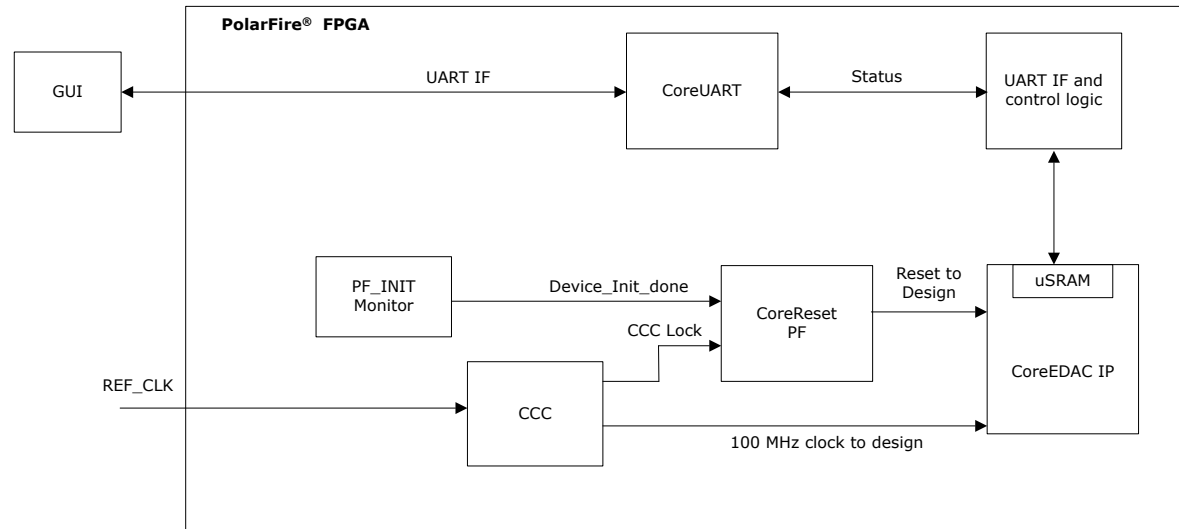 PolarFire® FPGA
GUI
UART IF
CoreUART
Status
UART IF and
control logic
PF_INIT
Monitor
Device_Init_done
CCC Lock
CoreReset
PF
Reset to
Design
uSRAM
CoreEDAC IP
REF_CLK
CCC
100 MHz clock to design